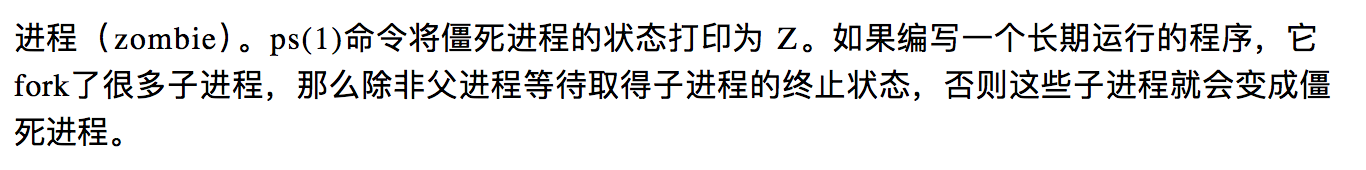 进程（zombie）。ps(1)命令将僵死进程的状态打印为 Z。如果编写一个长期运行的程序，它
fork了很多子进程，那么除非父进程等待取得子进程的终止状态，否则这些子进程就会变成僵
死进程。